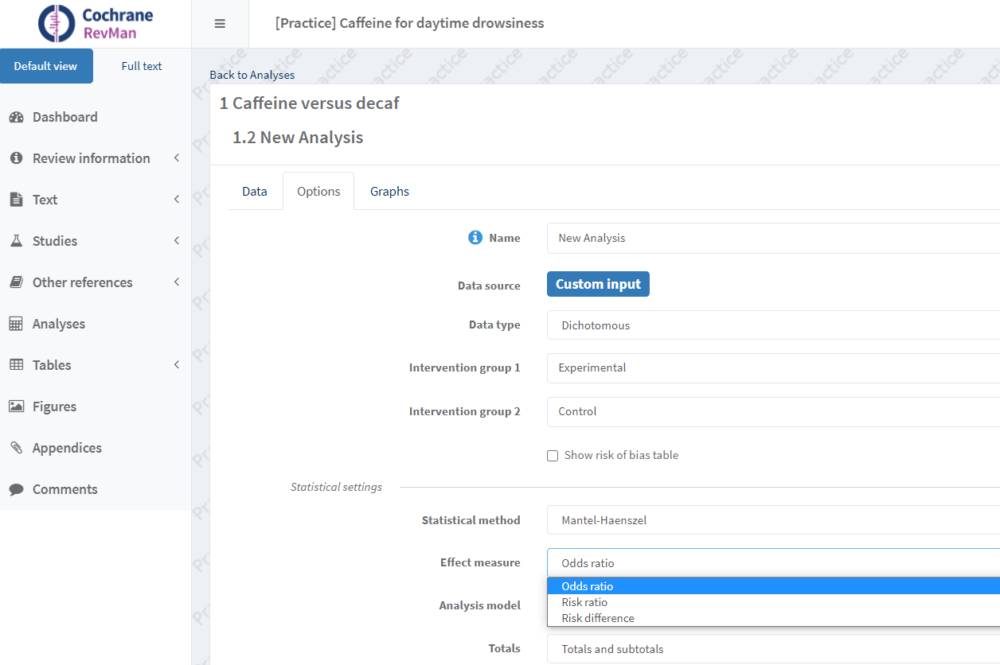 Cochrane
RevMan
[Practice] Caffeine for daytime drowsiness
Default view
Full text
Back to Analyses
Dashboard
Review information
Text
Studies
Other references
Analyses
Tables
Figures
Appendices
Comments
1 Caffeine versus decaf
1.2 New Analysis
Data Options Graphs
Name New Analysis
Data source Custom input
Data type Dichotomous
Intervention group 1 Experimental
Intervention group 2 Control
Show risk of bias table
Statistical settings
Statistical method Mantel-Haenszel
Effect measure Odds ratio
Odds ratio
Risk ratio
Analysis model
Risk difference
Totals Totals and subtotals